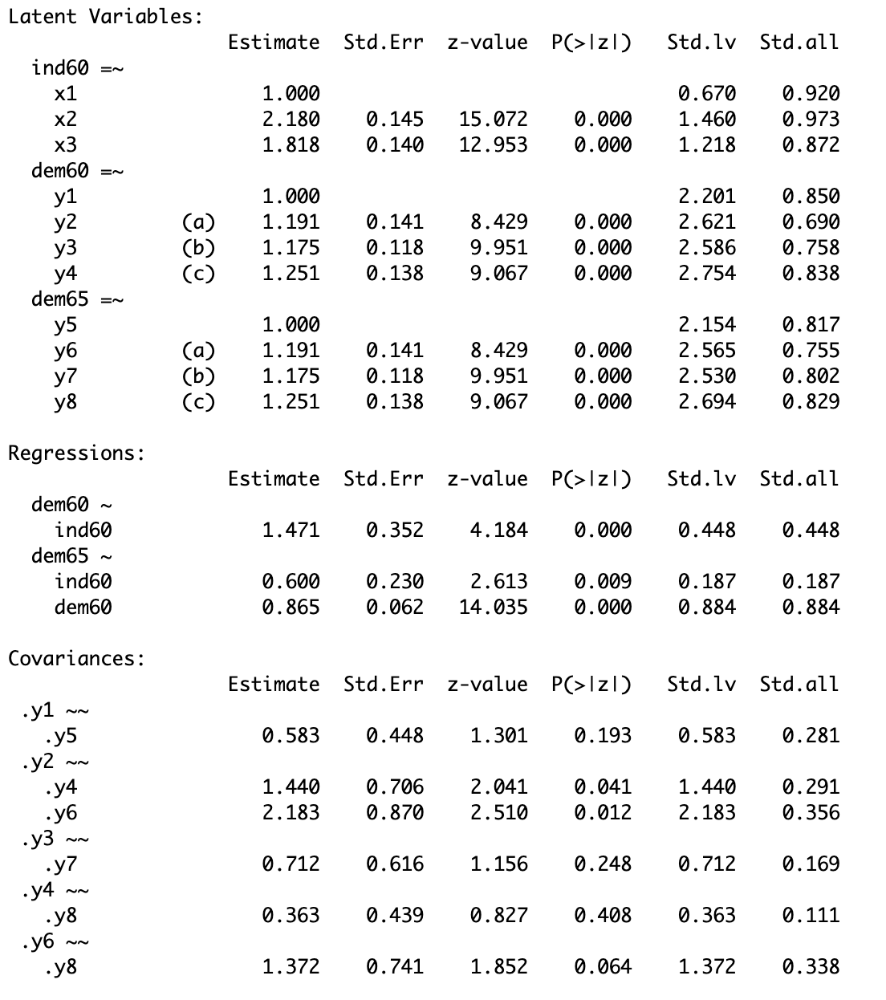 Latent Variables:
                   Estimate  Std.Err  z-value  P(>|z|)   Std.lv  Std.all
  ind60 =~
    x1                1.000                               0.670    0.920
    x2                2.180    0.145   15.072    0.000    1.460    0.973
    x3                1.818    0.140   12.953    0.000    1.218    0.872
  dem60 =~
    y1                1.000                               2.201    0.850
    y2         (a)    1.191    0.141    8.429    0.000    2.621    0.690
    y3         (b)    1.175    0.118    9.951    0.000    2.586    0.758
    y4         (c)    1.251    0.138    9.067    0.000    2.754    0.838
  dem65 =~
    y5                1.000                               2.154    0.817
    y6         (a)    1.191    0.141    8.429    0.000    2.565    0.755
    y7         (b)    1.175    0.118    9.951    0.000    2.530    0.802
    y8         (c)    1.251    0.138    9.067    0.000    2.694    0.829

Regressions:
                   Estimate  Std.Err  z-value  P(>|z|)   Std.lv  Std.all
  dem60 ~
    ind60             1.471    0.352    4.184    0.000    0.448    0.448
  dem65 ~
    ind60             0.600    0.230    2.613    0.009    0.187    0.187
    dem60             0.865    0.062   14.035    0.000    0.884    0.884

Covariances:
                   Estimate  Std.Err  z-value  P(>|z|)   Std.lv  Std.all
 .y1 ~~
   .y5                0.583    0.448    1.301    0.193    0.583    0.281
 .y2 ~~
   .y4                1.440    0.706    2.041    0.041    1.440    0.291
   .y6                2.183    0.870    2.510    0.012    2.183    0.356
 .y3 ~~
   .y7                0.712    0.616    1.156    0.248    0.712    0.169
 .y4 ~~
   .y8                0.363    0.439    0.827    0.408    0.363    0.111
 .y6 ~~
   .y8                1.372    0.741    1.852    0.064    1.372    0.338